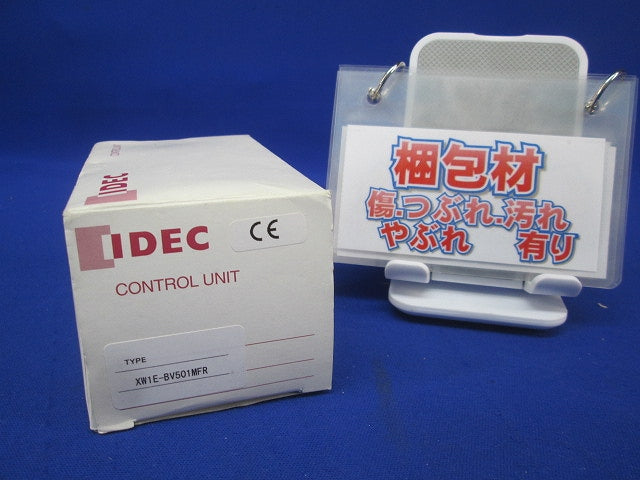 IDEC
IDEC
CE
CONTROL UNIT
TYPE
XW1E-BV501MFR
梱包材
傷.つぶれ.汚れ
やぶれ 有り